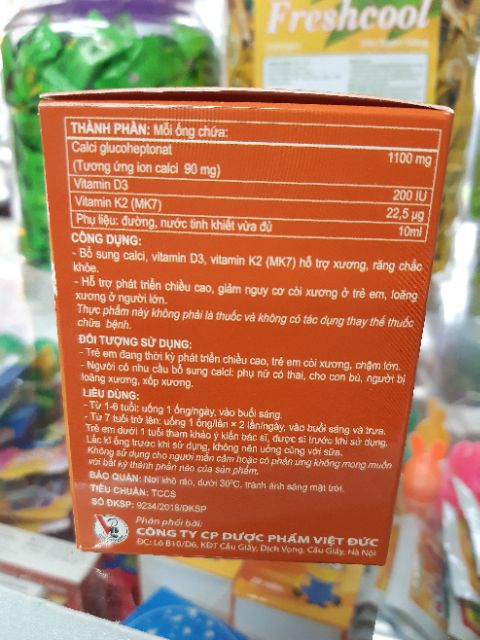 Freshcool
THÀNH PHẦN: Mỗi ống chứa:
Calci glucoheptonat 1100 mg
(Tương ứng ion calci 90 mg)
Vitamin D3 200 IU
Vitamin K2 (MK7) 22,5 µg
Phụ liệu: đường, nước tinh khiết vừa đủ 10ml
CÔNG DỤNG:
- Bổ sung calci, vitamin D3, vitamin K2 (MK7) hỗ trợ xương, răng chắc
khỏe.
- Hỗ trợ phát triển chiều cao, giảm nguy cơ còi xương ở trẻ em, loãng
xương ở người lớn.
Thực phẩm này không phải là thuốc và không có tác dụng thay thế thuốc
chữa bệnh.
ĐỐI TƯỢNG SỬ DỤNG:
- Trẻ em đang thời kỳ phát triển chiều cao, trẻ em còi xương, chậm lớn.
- Người có nhu cầu bổ sung calci: phụ nữ có thai, cho con bú, người bị
loãng xương, xốp xương.
LIỀU DÙNG:
- Từ 1-6 tuổi: uống 1 ống/ngày, vào buổi sáng.
- Từ 7 tuổi trở lên: uống 1 ống/lần × 2 lần/ngày, vào buổi sáng và trưa.
Trẻ em dưới 1 tuổi tham khảo ý kiến bác sĩ, dược sĩ trước khi sử dụng.
Lắc kĩ ống trước khi sử dụng, không nên uống cùng với sữa.
Không sử dụng cho người mẫn cảm hoặc có phản ứng không mong muốn
với bất kỳ thành phần nào của sản phẩm.
BẢO QUẢN: Nơi khô ráo, dưới 30ºC, tránh ánh sáng mặt trời.
TIÊU CHUẨN: TCCS
SỐ ĐKSP: 9234/2018/ĐKSP
Phân phối bởi:
CÔNG TY CP DƯỢC PHẨM VIỆT ĐỨC
ĐC: Lô B10/D6, KĐT Cầu Giấy, Dịch Vọng, Cầu Giấy, Hà Nội